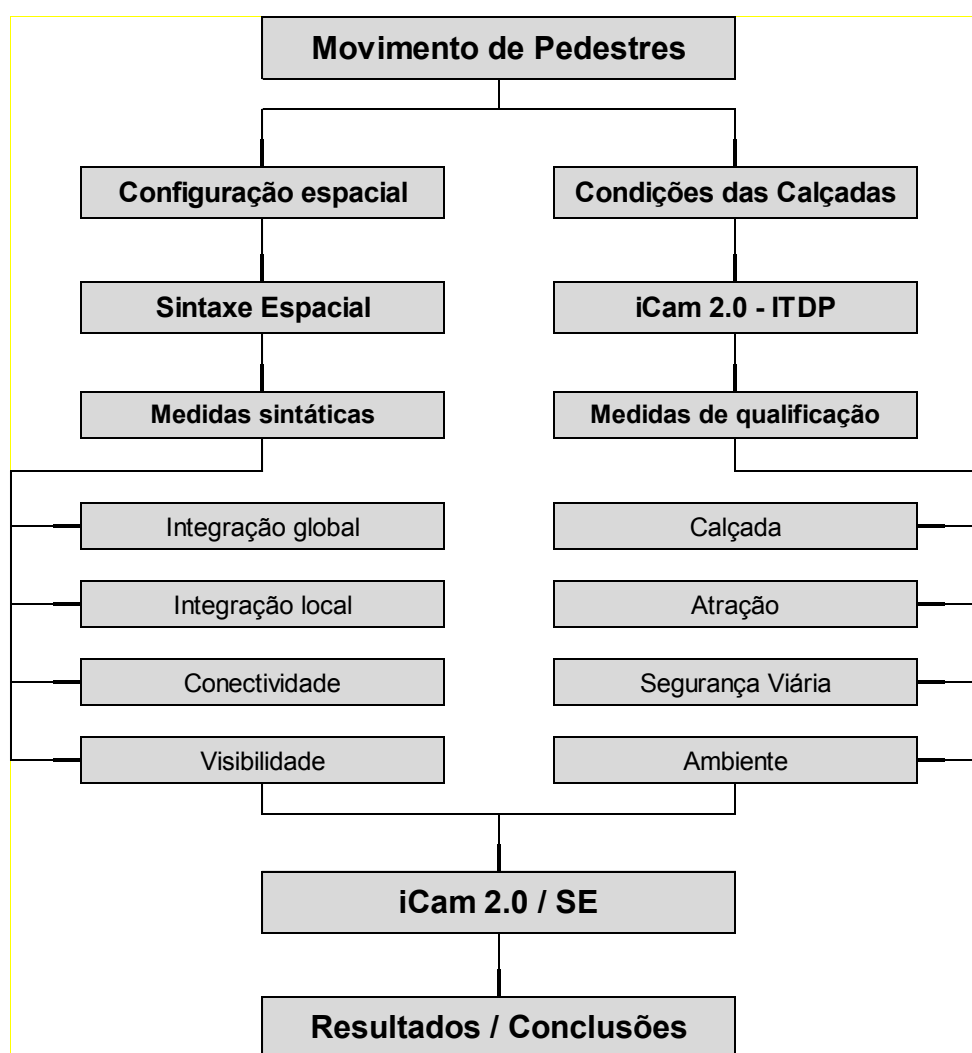 Movimento de Pedestres
Configuração espacial
Condições das Calçadas
Sintaxe Espacial
iCam 2.0 - ITDP
Medidas sintáticas
Medidas de qualificação
Integração global
Calçada
Integração local
Atração
Conectividade
Segurança Viária
Visibilidade
Ambiente
iCam 2.0 / SE
Resultados / Conclusões